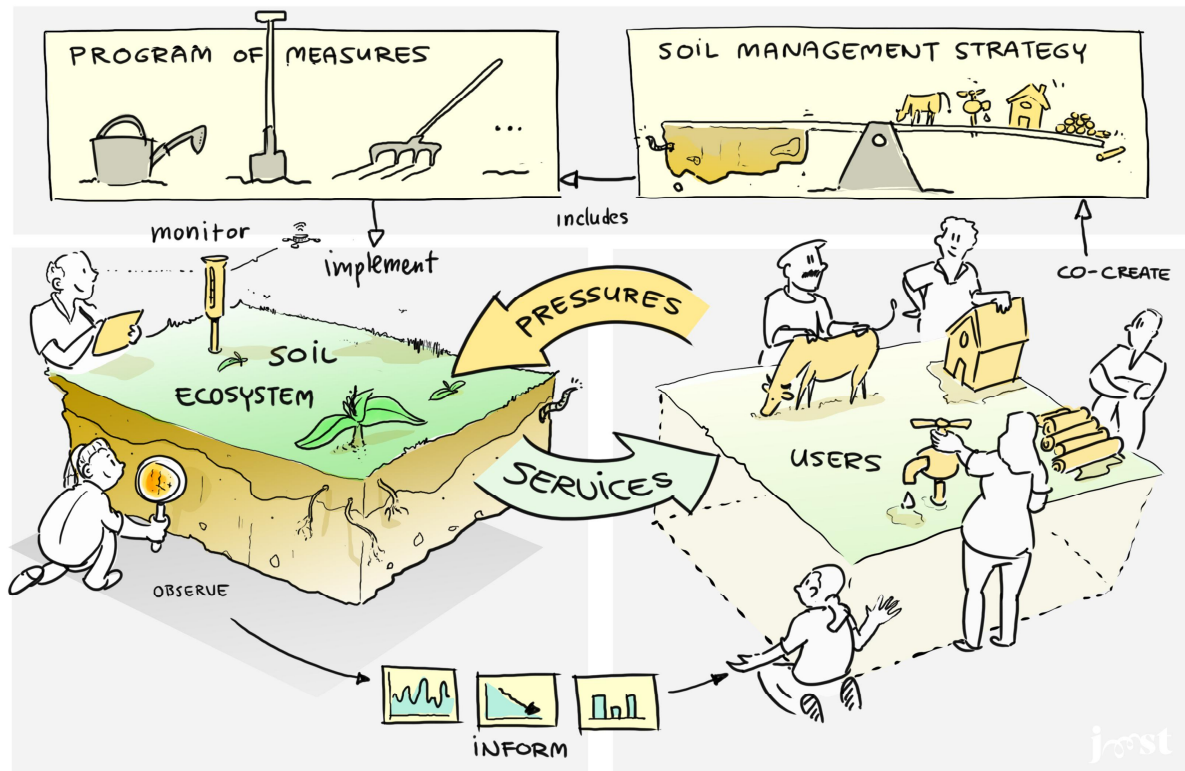 PROGRAM OF MEASURES
SOIL MANAGEMENT STRATEGY
...
includes
monitor
implement
CO-CREATE
PRESSURES
SOIL
ECOSYSTEM
SERVICES
USERS
OBSERVE
INFORM
joost